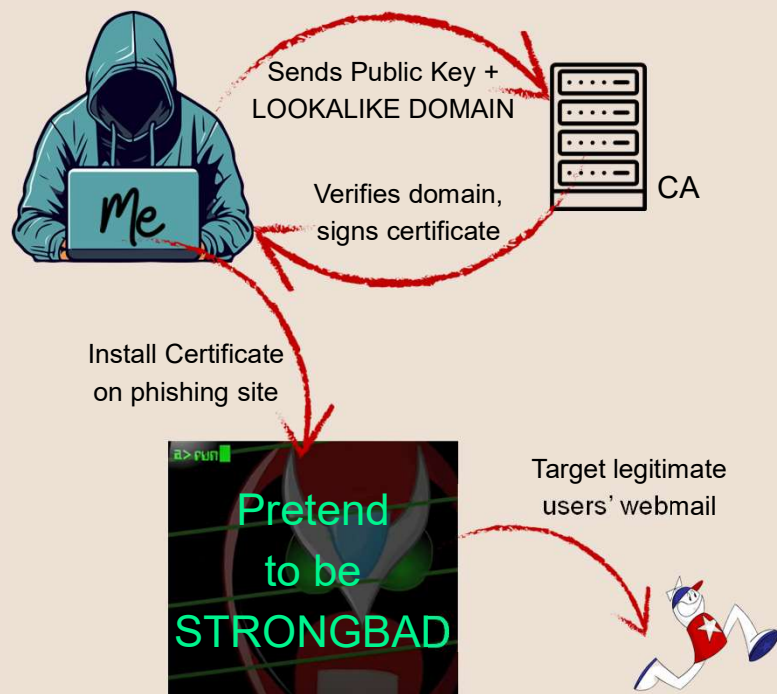 Sends Public Key +
LOOKALIKE DOMAIN
Me
CA
Verifies domain,
signs certificate
Install Certificate
on phishing site
a>run
Pretend
to be
STRONGBAD
Target legitimate
users’ webmail